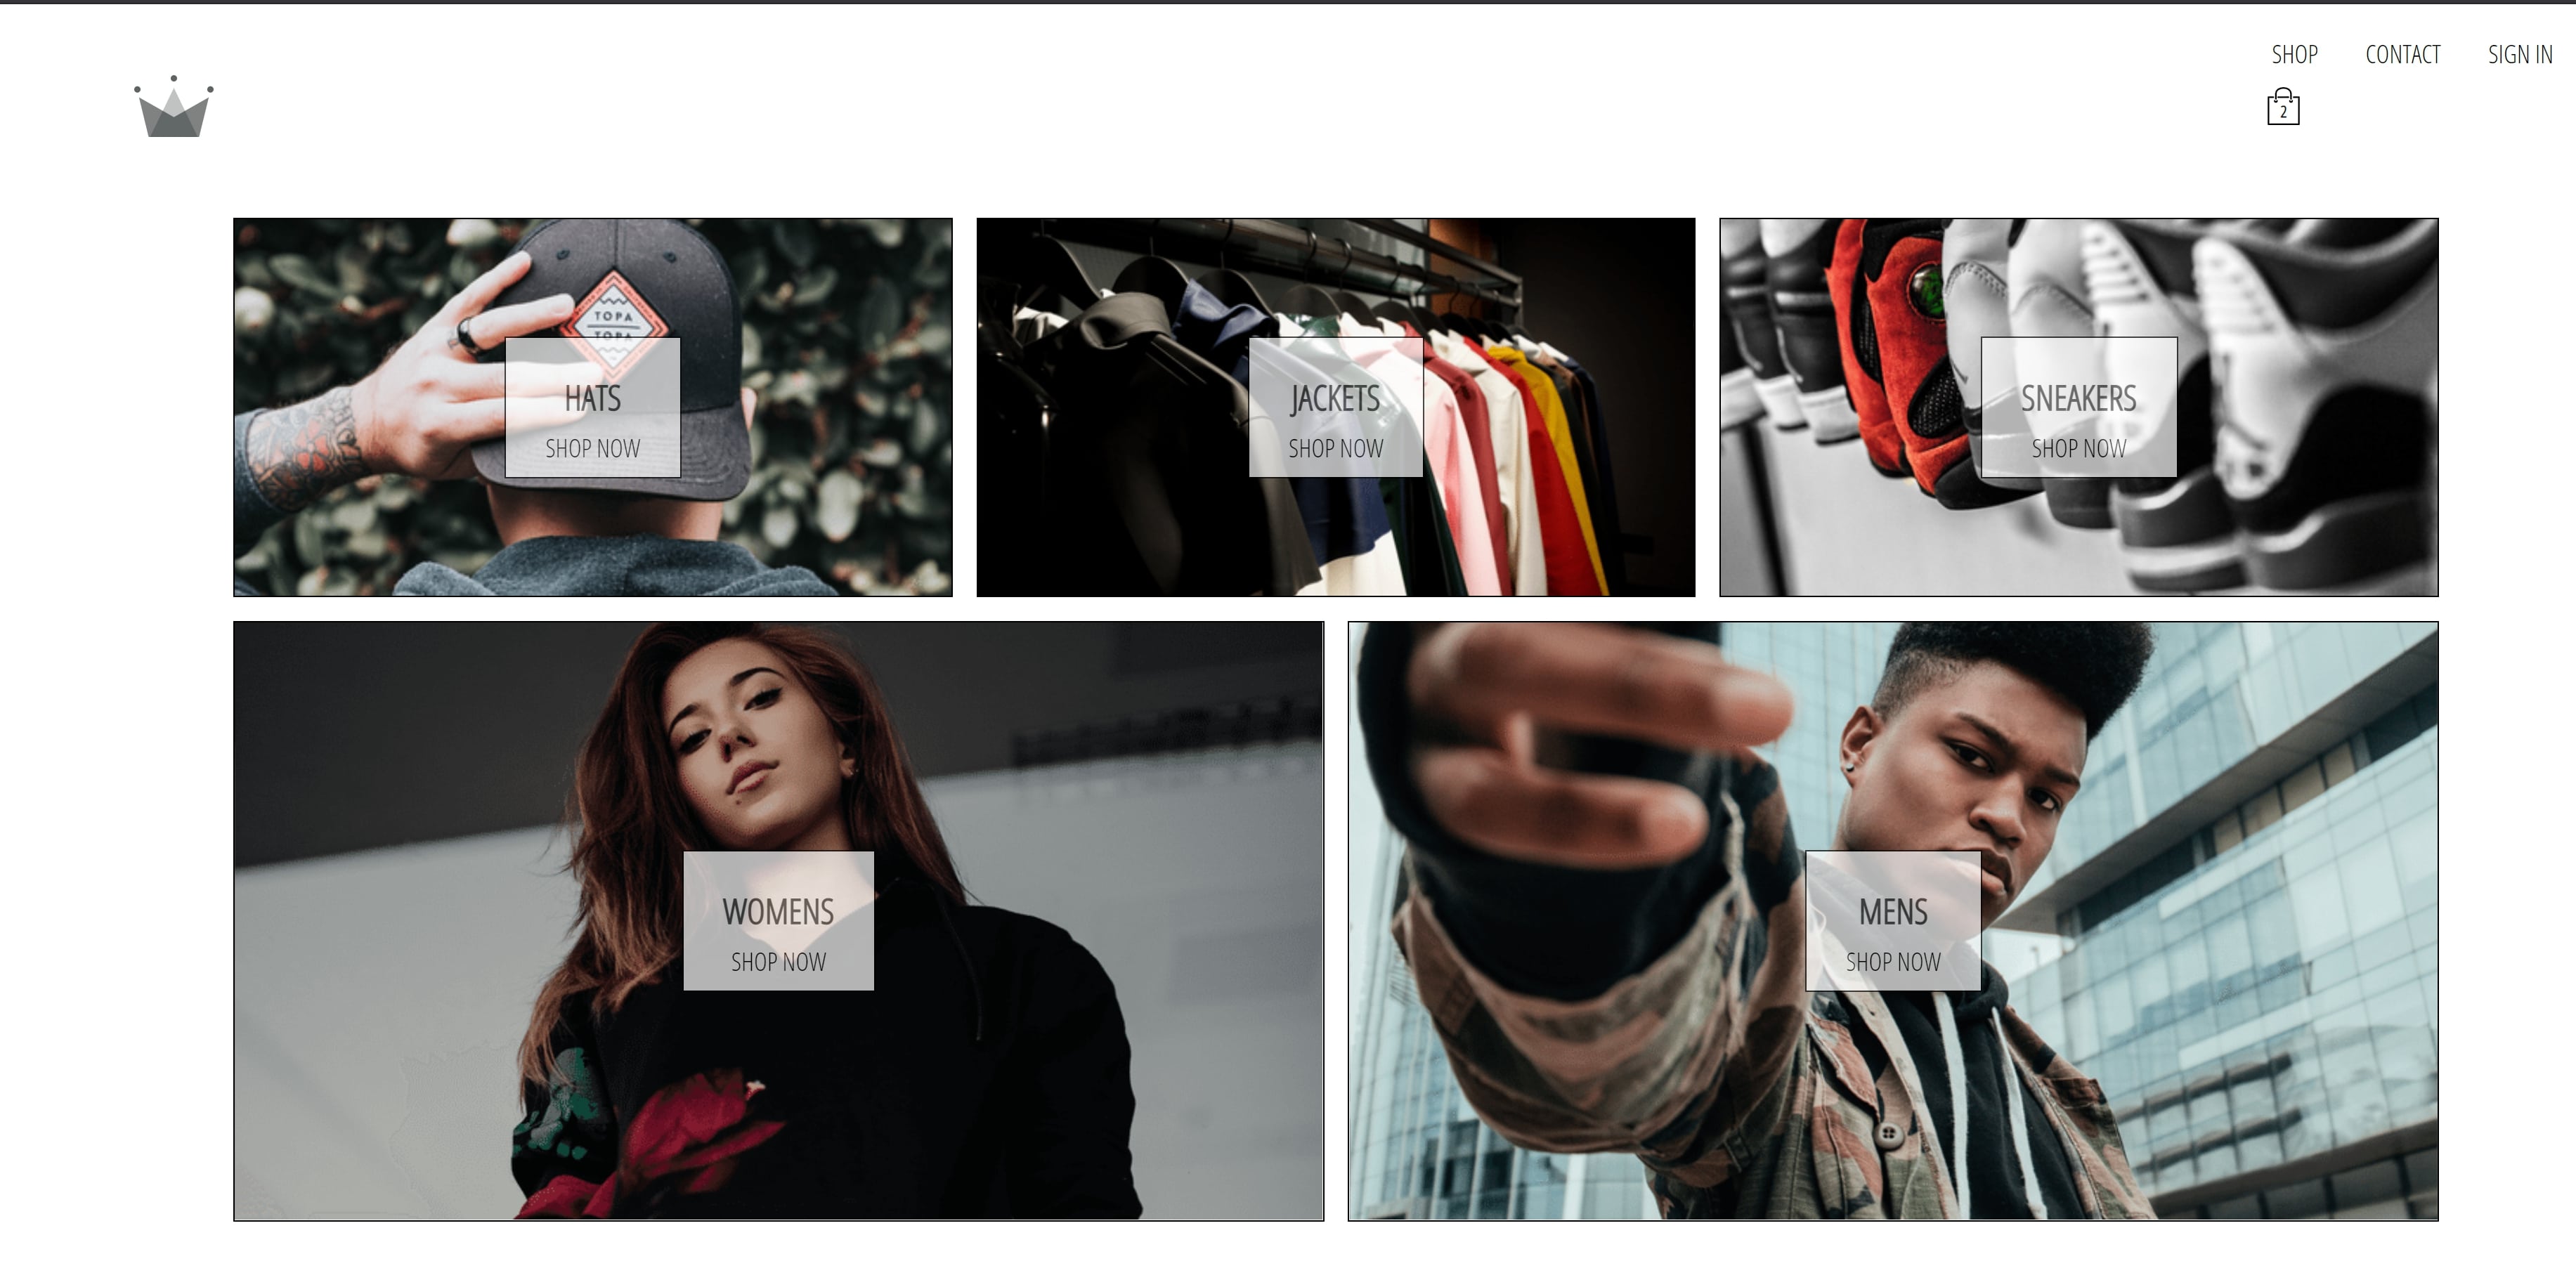 SHOP CONTACT SIGN IN
2
TOPA
TOPA
HATS
SHOP NOW
JACKETS
SHOP NOW
SNEAKERS
SHOP NOW
WOMENS
SHOP NOW
MENS
SHOP NOW